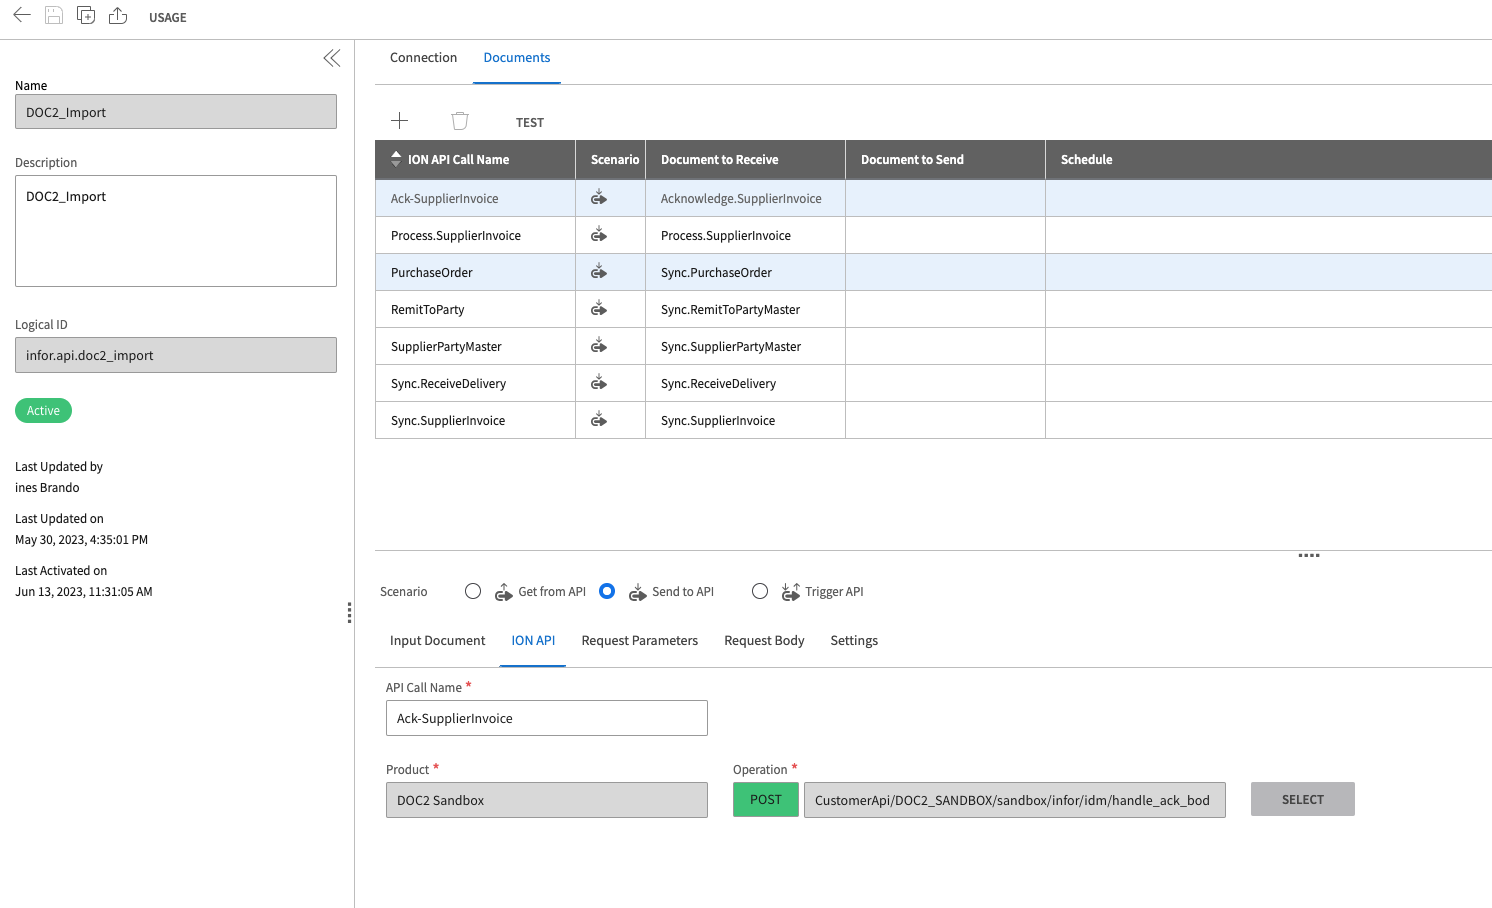 USAGE
Name
DOC2_Import
Description
DOC2_Import
Logical ID
infor.api.doc2_import
Active
Last Updated by
ines Brando
Last Updated on
May 30, 2023, 4:35:01 PM
Last Activated on
Jun 13, 2023, 11:31:05 AM
Connection Documents
TEST
ION API Call Name Scenario Document to Receive Document to Send Schedule
Ack-SupplierInvoice Acknowledge.SupplierInvoice
Process.SupplierInvoice Process.SupplierInvoice
PurchaseOrder Sync.PurchaseOrder
RemitToParty Sync.RemitToPartyMaster
SupplierPartyMaster Sync.SupplierPartyMaster
Sync.ReceiveDelivery Sync.ReceiveDelivery
Sync.SupplierInvoice Sync.SupplierInvoice
Scenario Get from API Send to API Trigger API
Input Document ION API Request Parameters Request Body Settings
API Call Name *
Ack-SupplierInvoice
Product * Operation *
DOC2 Sandbox POST CustomerApi/DOC2_SANDBOX/sandbox/infor/idm/handle_ack_bod SELECT